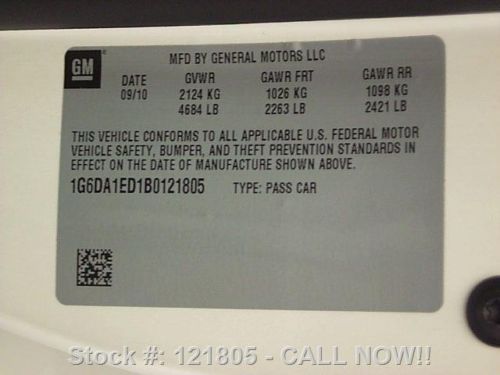 GM
MFD BY GENERAL MOTORS LLC
DATE GVWR GAWR FRT GAWR RR
09/10 2124 KG 1026 KG 1098 KG
4684 LB 2263 LB 2421 LB
THIS VEHICLE CONFORMS TO ALL APPLICABLE U.S. FEDERAL MOTOR
VEHICLE SAFETY, BUMPER, AND THEFT PREVENTION STANDARDS IN
EFFECT ON THE DATE OF MANUFACTURE SHOWN ABOVE.
1G6DA1ED1B0121805 TYPE: PASS CAR
Stock #: 121805 - CALL NOW!!